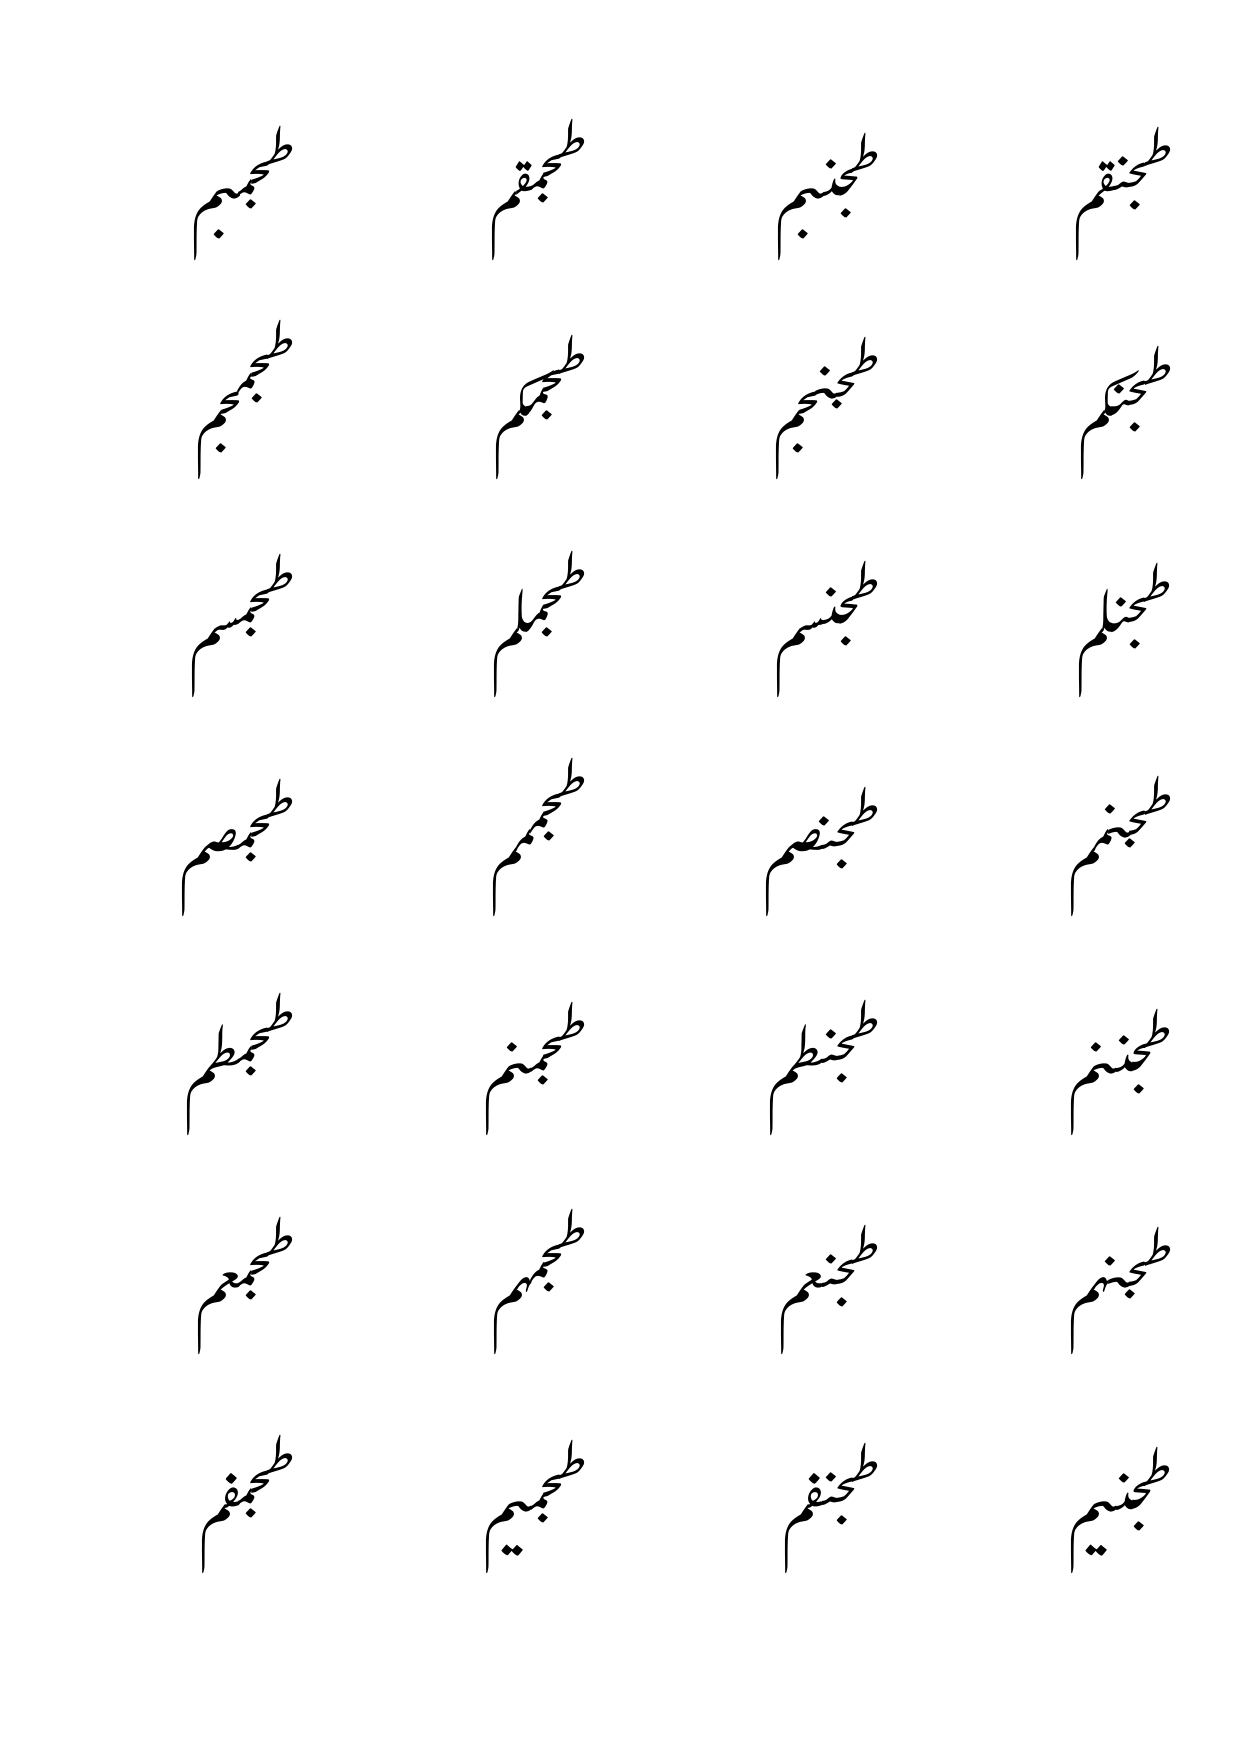 طجنقم طجنبم طجمقم طجمبم
طجنكم طجنجم طجمكم طجمجم
طجنلم طجنسم طجملم طجمسم
طجنمم طجنصم طجممم طجمصم
طجننم طجنطم طجمنم طجمطم
طجنهم طجنعم طجمهم طجمعم
طجنيم طجنفم طجميم طجمفم